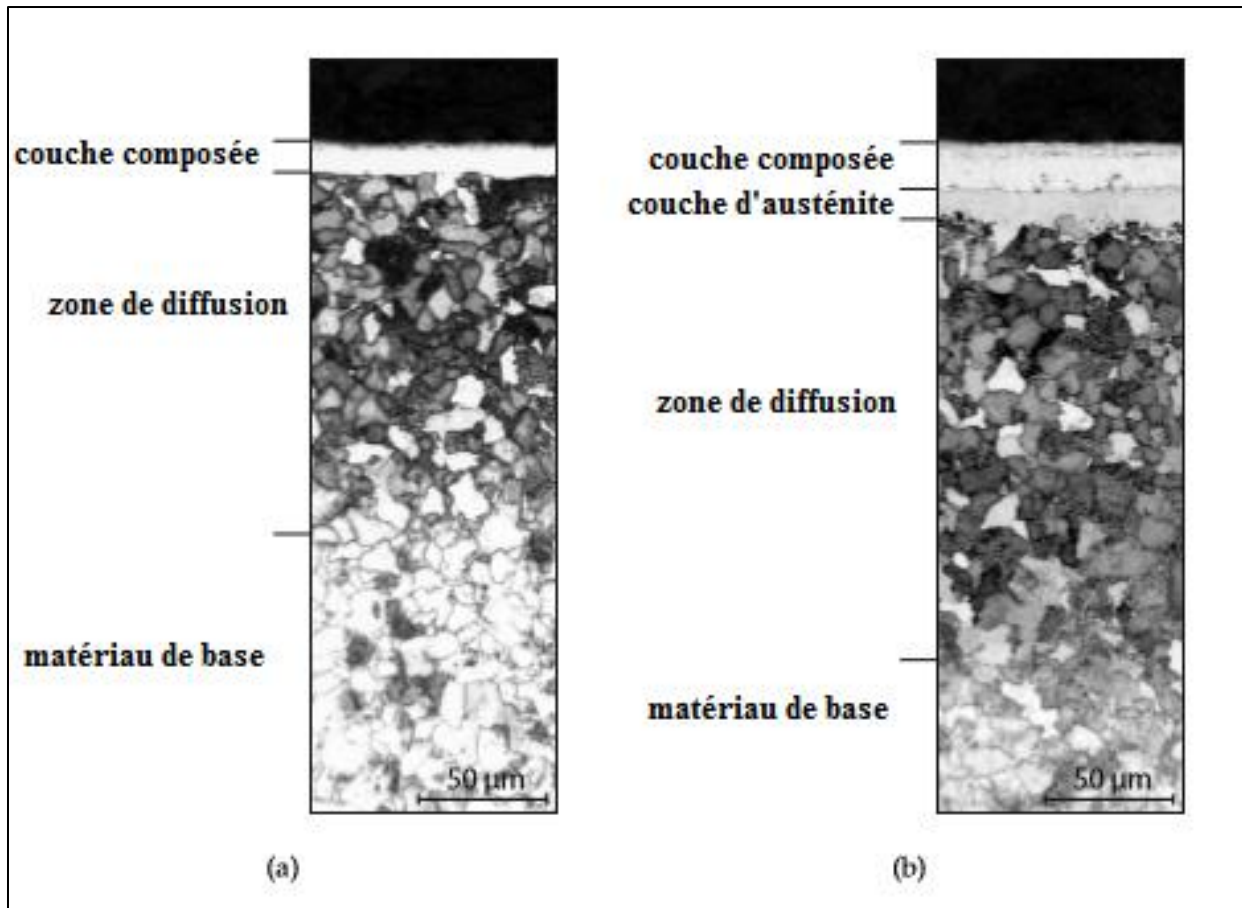 couche composée
zone de diffusion
matériau de base
50 µm
(a)
couche composée
couche d'austénite
zone de diffusion
matériau de base
50 µm
(b)